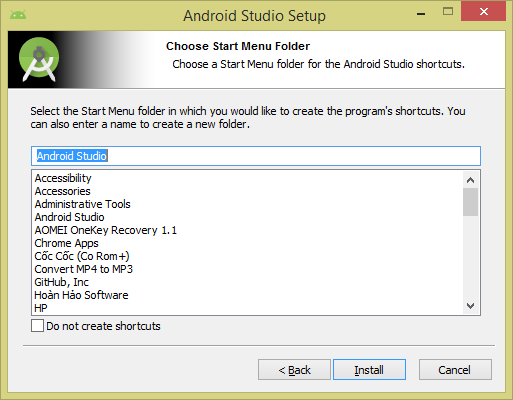 Android Studio Setup
Choose Start Menu Folder
Choose a Start Menu folder for the Android Studio shortcuts.
Select the Start Menu folder in which you would like to create the program's shortcuts. You
can also enter a name to create a new folder.
Android Studio
Accessibility
Accessories
Administrative Tools
Android Studio
AOMEI OneKey Recovery 1.1
Chrome Apps
Cốc Cốc (Cờ Rom+)
Convert MP4 to MP3
GitHub, Inc
Hoàn Hảo Software
HP
Do not create shortcuts
< Back
Install
Cancel